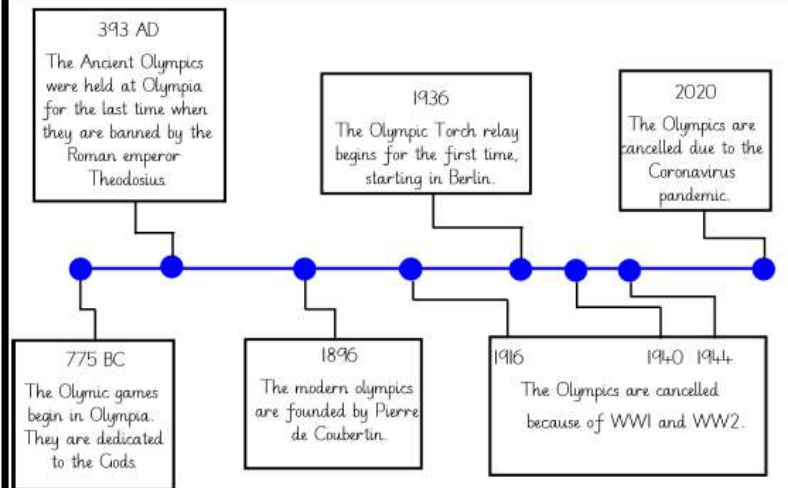 393 AD
The Ancient Olympics
were held at Olympia
for the last time when
they are banned by the
Roman emperor
Theodosius.
1936
The Olympic Torch relay
begins for the first time,
starting in Berlin.
2020
The Olympics are
cancelled due to the
Coronavirus
pandemic.
775 BC
The Olymic games
begin in Olympia.
They are dedicated
to the Gods.
1896
The modern olympics
are founded by Pierre
de Coubertin.
1916 1940 1944
The Olympics are cancelled
because of WW1 and WW2.